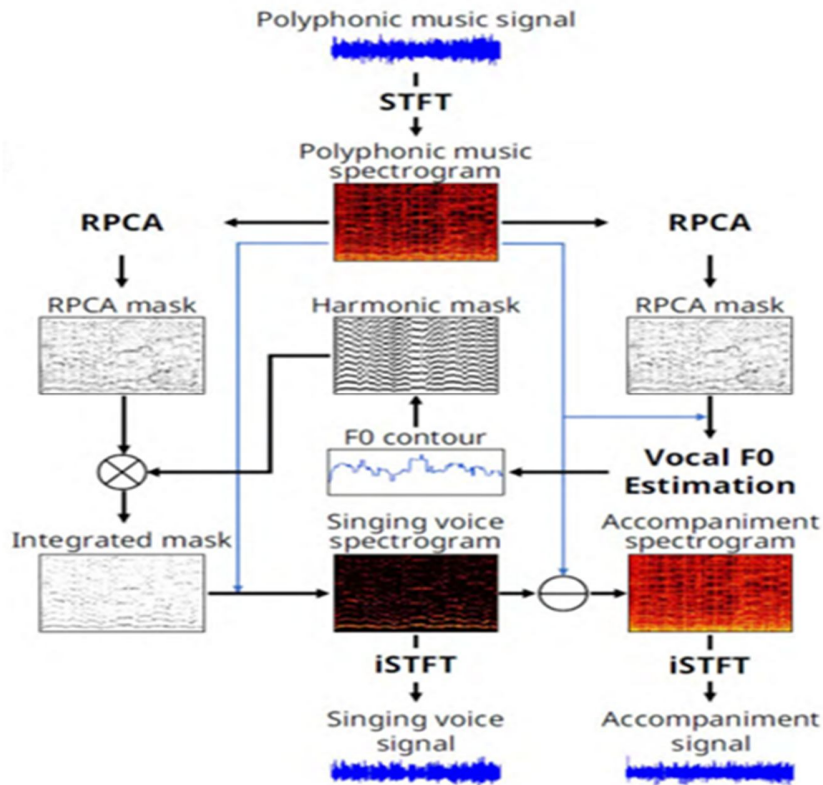 Polyphonic music signal
STFT
Polyphonic music
spectrogram
RPCA
RPCA
RPCA mask
Harmonic mask
RPCA mask
F0 contour
Vocal F0
Estimation
Integrated mask
Singing voice
spectrogram
Accompaniment
spectrogram
iSTFT
iSTFT
Singing voice
signal
Accompaniment
signal